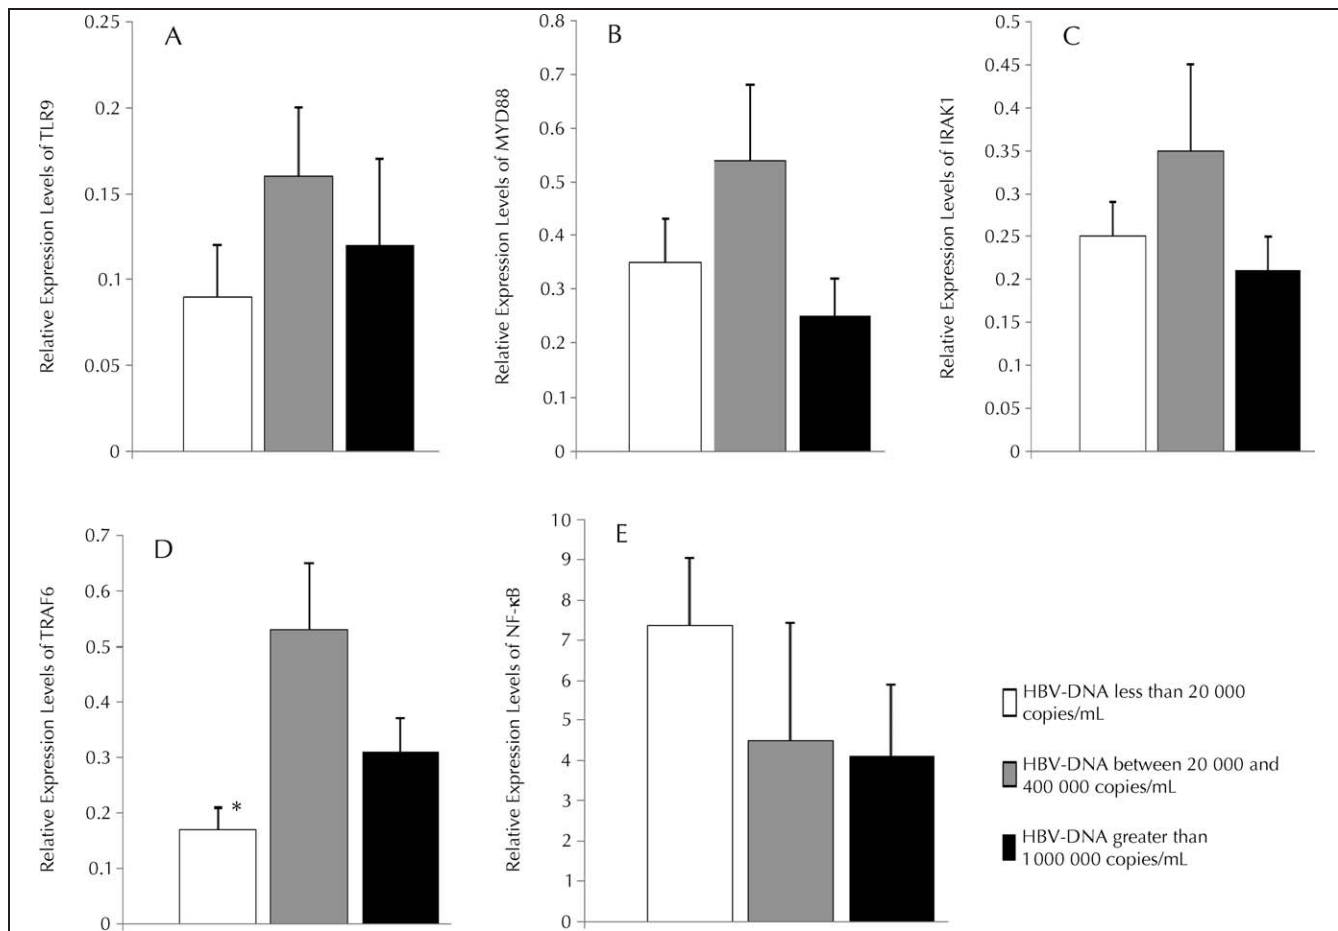 A
Relative Expression Levels of TLR9
0.25
0.2
0.15
0.1
0.05
0
B
Relative Expression Levels of MYD88
0.8
0.7
0.6
0.5
0.4
0.3
0.2
0.1
0
C
Relative Expression Levels of IRAK1
0.5
0.45
0.4
0.35
0.3
0.25
0.2
0.15
0.1
0.05
0
D
Relative Expression Levels of TRAF6
0.7
0.6
0.5
0.4
0.3
0.2
0.1
0
*
E
Relative Expression Levels of NF-κB
10
9
8
7
6
5
4
3
2
1
0
HBV-DNA less than 20 000
copies/mL
HBV-DNA between 20 000 and
400 000 copies/mL
HBV-DNA greater than
1 000 000 copies/mL